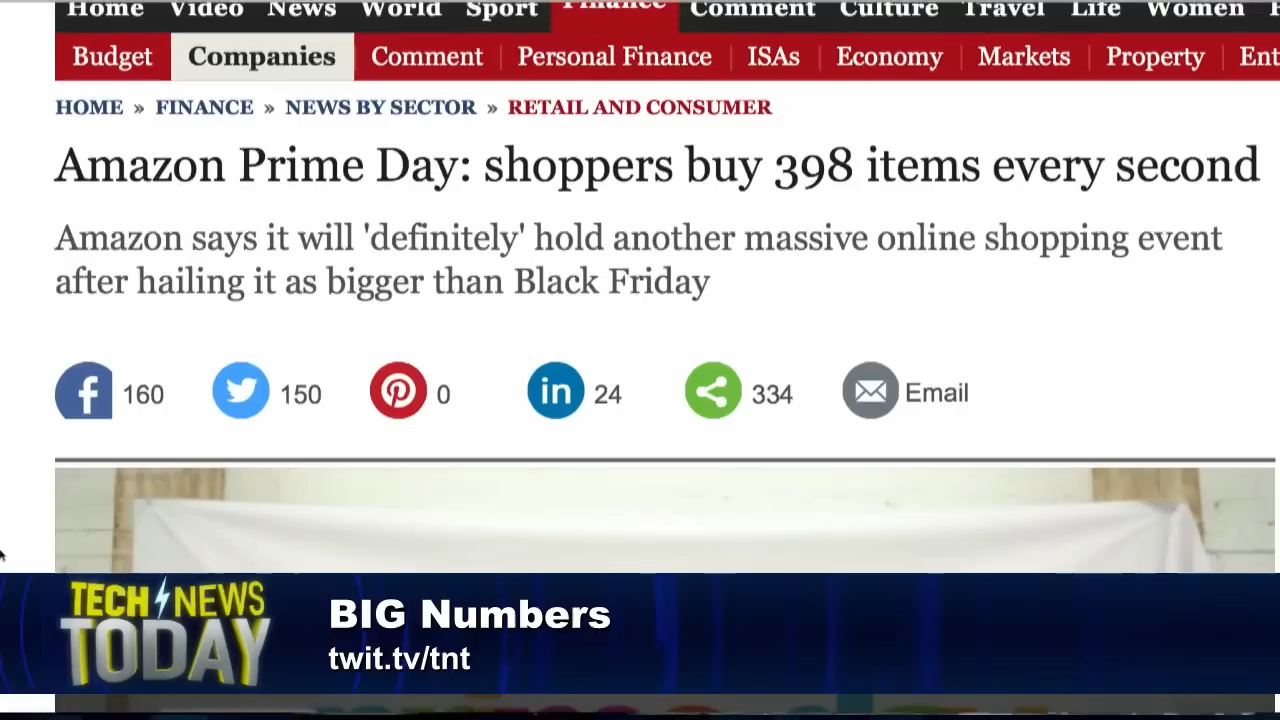 Home Video News World Sport Finance Comment Culture Travel Life Women
Budget Companies Comment Personal Finance ISAs Economy Markets Property Ent
HOME » FINANCE » NEWS BY SECTOR » RETAIL AND CONSUMER
Amazon Prime Day: shoppers buy 398 items every second
Amazon says it will 'definitely' hold another massive online shopping event
after hailing it as bigger than Black Friday
f 160 150 0 in 24 334 Email
TECH NEWS
TODAY
BIG Numbers
twit.tv/tnt